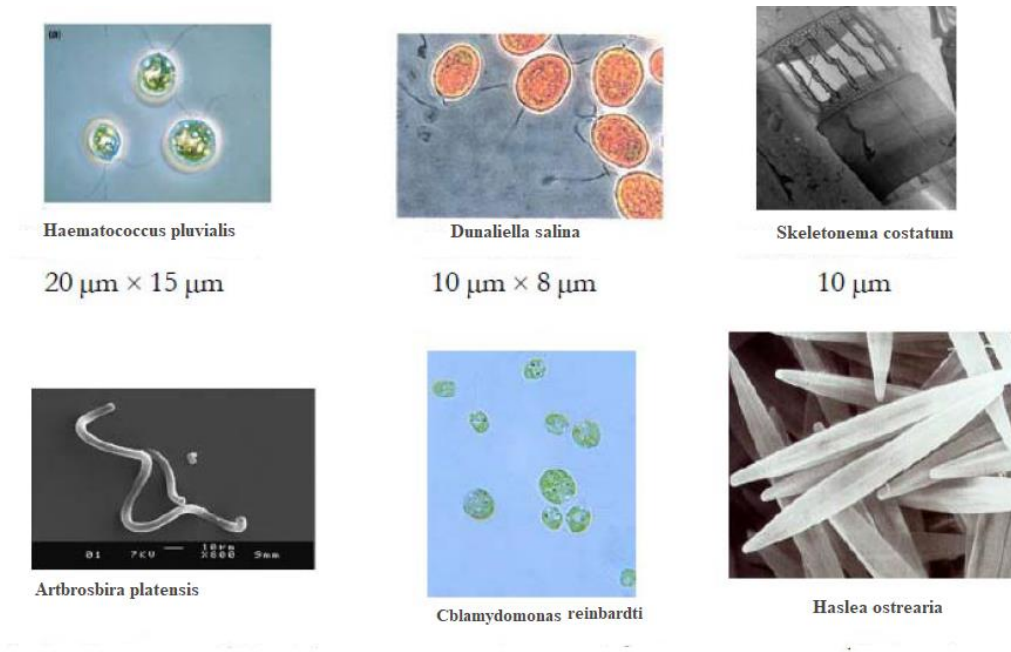 (a)
Haematococcus pluvialis
Dunaliella salina
Skeletonema costatum
20 μm × 15 μm
10 μm × 8 μm
10 μm
10μm
01 7KV X600 9mm
Artbrosbira platensis
Cblamydomonas reinbardti
Haslea ostrearia